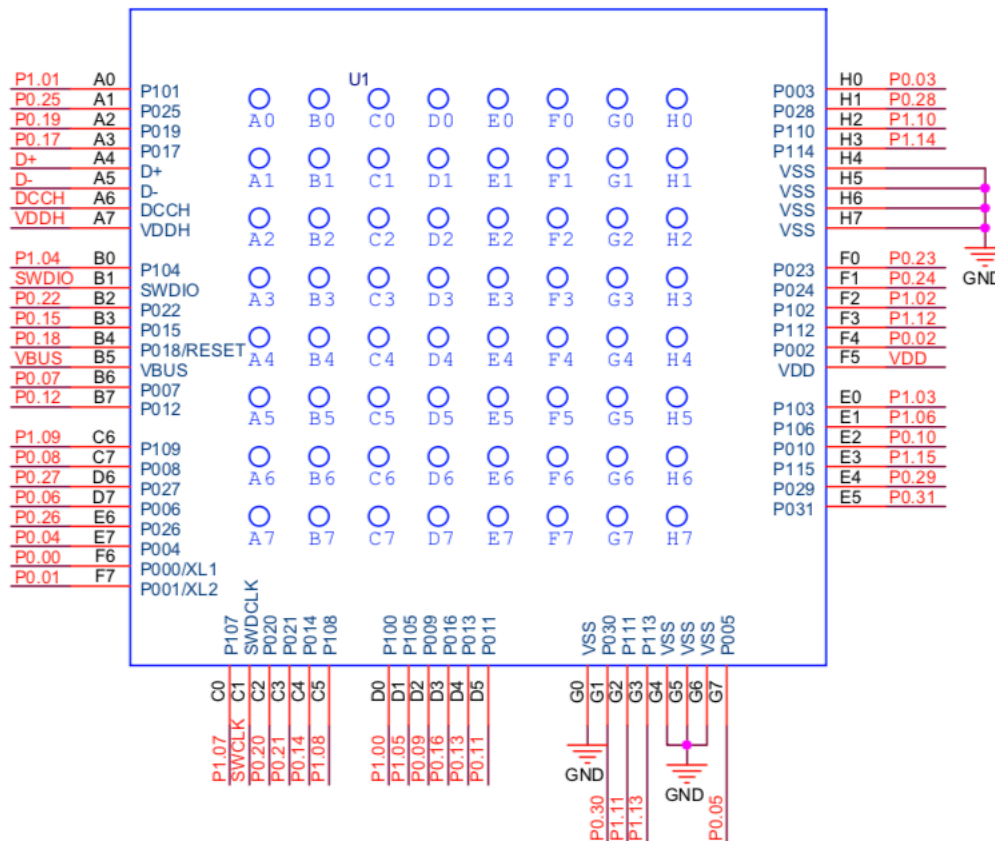 U1
P1.01 A0 P101
P0.25 A1 P025
P0.19 A2 P019
P0.17 A3 P017
D+ A4 D+
D- A5 D-
DCCH A6 DCCH
VDDH A7 VDDH
P1.04 B0 P104
SWDIO B1 SWDIO
P0.22 B2 P022
P0.15 B3 P015
P0.18 B4 P018/RESET
VBUS B5 VBUS
P0.07 B6 P007
P0.12 B7 P012
P1.09 C6 P109
P0.08 C7 P008
P0.27 D6 P027
P0.06 D7 P006
P0.26 E6 P026
P0.04 E7 P004
P0.00 F6 P000/XL1
P0.01 F7 P001/XL2
A0 B0 C0 D0 E0 F0 G0 H0
A1 B1 C1 D1 E1 F1 G1 H1
A2 B2 C2 D2 E2 F2 G2 H2
A3 B3 C3 D3 E3 F3 G3 H3
A4 B4 C4 D4 E4 F4 G4 H4
A5 B5 C5 D5 E5 F5 G5 H5
A6 B6 C6 D6 E6 F6 G6 H6
A7 B7 C7 D7 E7 F7 G7 H7
P003 H0 P0.03
P028 H1 P0.28
P110 H2 P1.10
P114 H3 P1.14
VSS H4
VSS H5
VSS H6
VSS H7
GND
P023 F0 P0.23
P024 F1 P0.24
P102 F2 P1.02
P112 F3 P1.12
P002 F4 P0.02
VDD F5 VDD
P103 E0 P1.03
P106 E1 P1.06
P010 E2 P0.10
P115 E3 P1.15
P029 E4 P0.29
P031 E5 P0.31
P107 C0 P1.07
SWDCLK C1 SWCLK
P020 C2 P0.20
P021 C3 P0.21
P014 C4 P0.14
P108 C5 P1.08
P100 D0 P1.00
P105 D1 P1.05
P009 D2 P0.09
P016 D3 P0.16
P013 D4 P0.13
P011 D5 P0.11
VSS G0 GND
P030 G1 P0.30
P111 G2 P1.11
P113 G3 P1.13
VSS G4
VSS G5
VSS G6
GND
P005 G7 P0.05